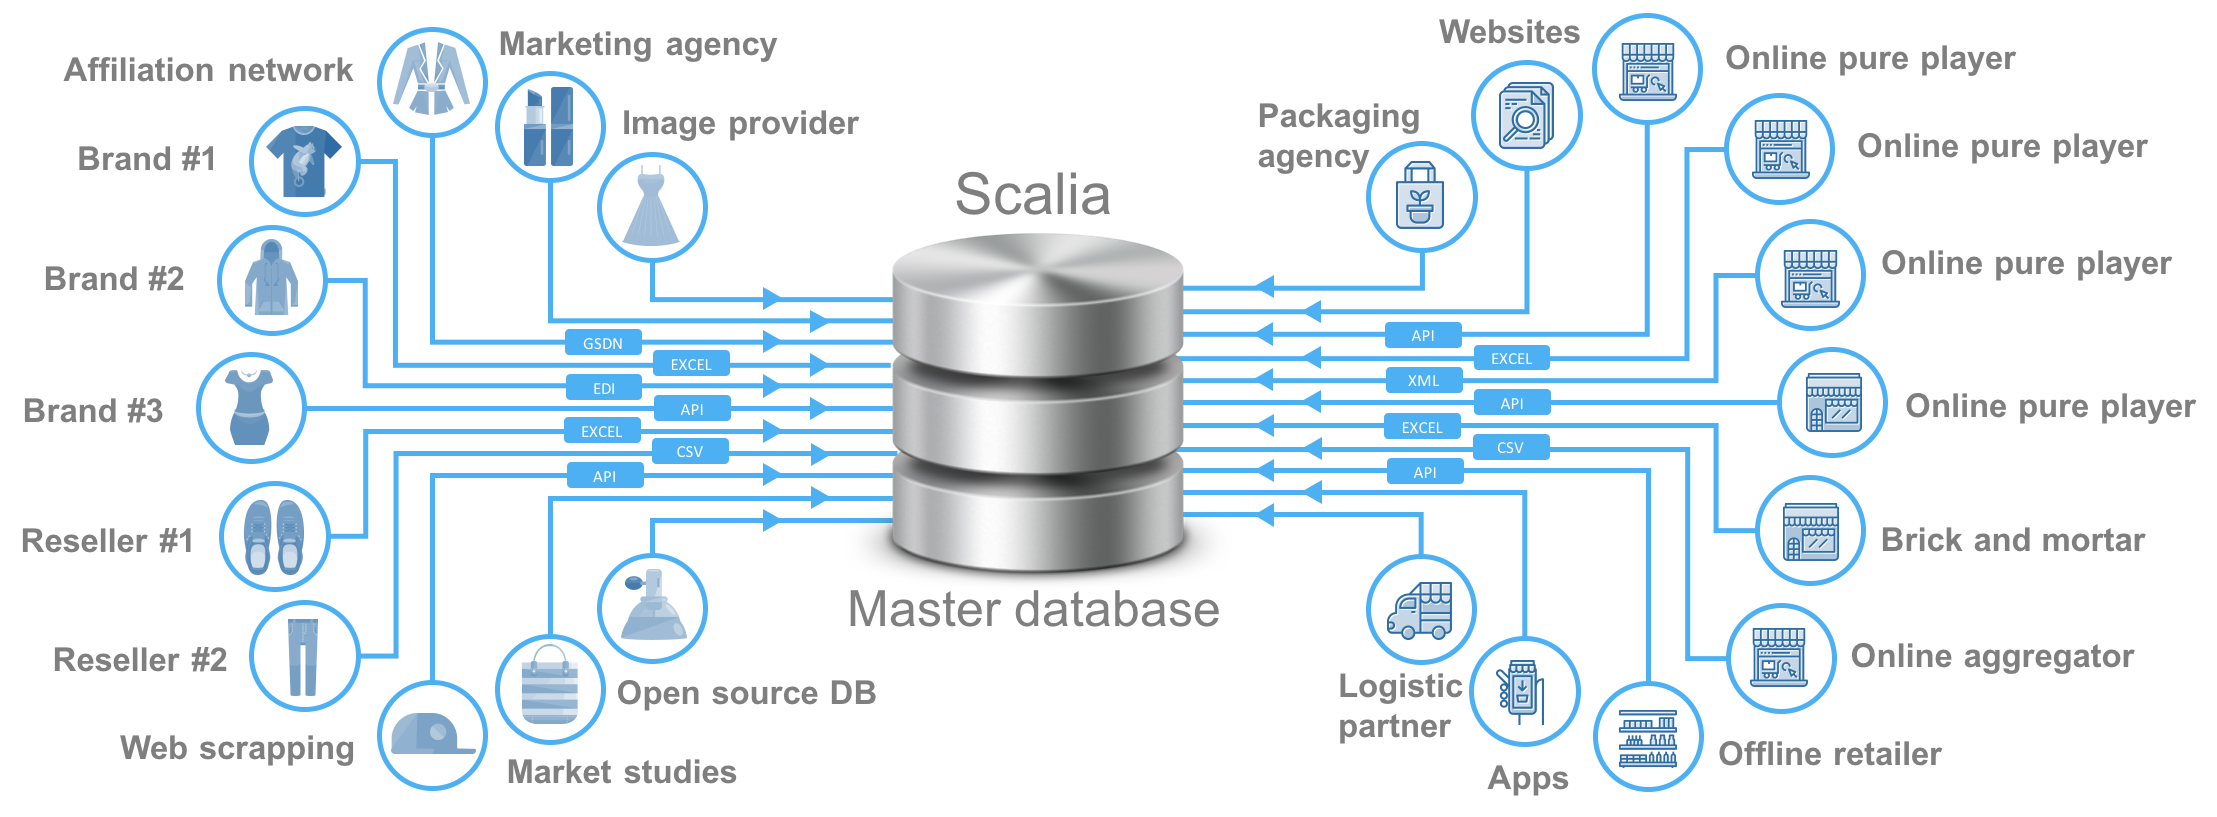 Affiliation network
Marketing agency
Image provider
Brand #1
Brand #2
Brand #3
Reseller #1
Reseller #2
Web scrapping
Market studies
Open source DB
GSDN
EXCEL
EDI
API
EXCEL
CSV
API
Scalia
Master database
Websites
Packaging
agency
Online pure player
Online pure player
Online pure player
Online pure player
Brick and mortar
Online aggregator
Offline retailer
Apps
Logistic
partner
API
EXCEL
XML
API
EXCEL
CSV
API